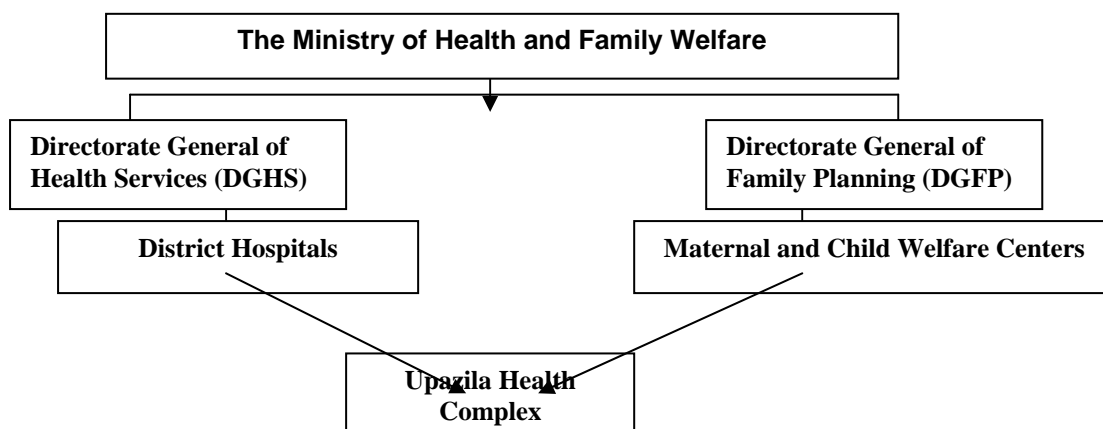 The Ministry of Health and Family Welfare
Directorate General of
Health Services (DGHS)
Directorate General of
Family Planning (DGFP)
District Hospitals
Maternal and Child Welfare Centers
Upazila Health
Complex